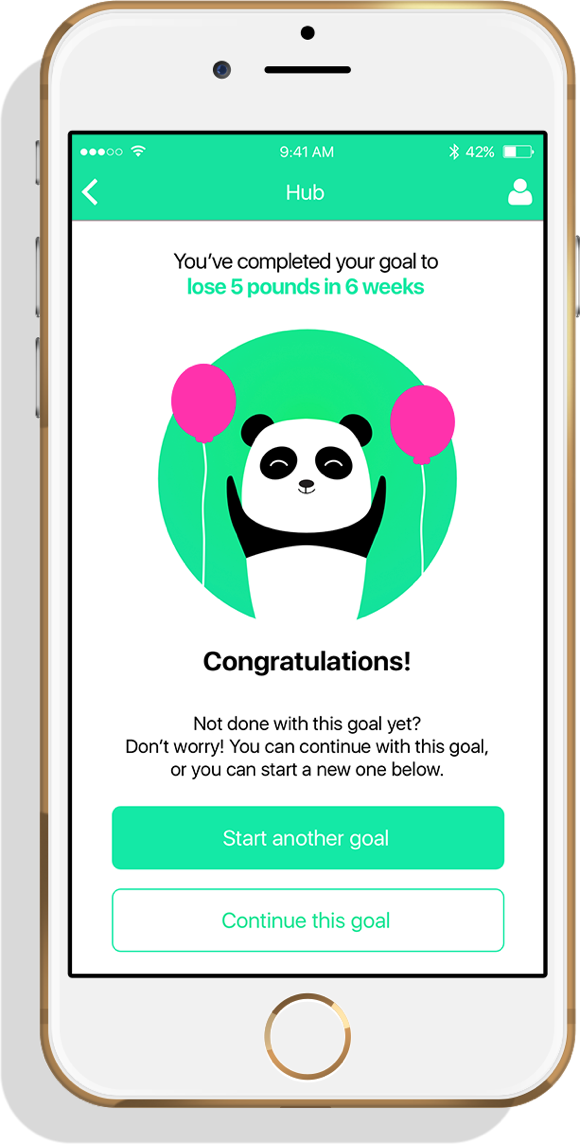 9:41 AM 42%
Hub
You’ve completed your goal to
lose 5 pounds in 6 weeks
Congratulations!
Not done with this goal yet?
Don’t worry! You can continue with this goal,
or you can start a new one below.
Start another goal
Continue this goal